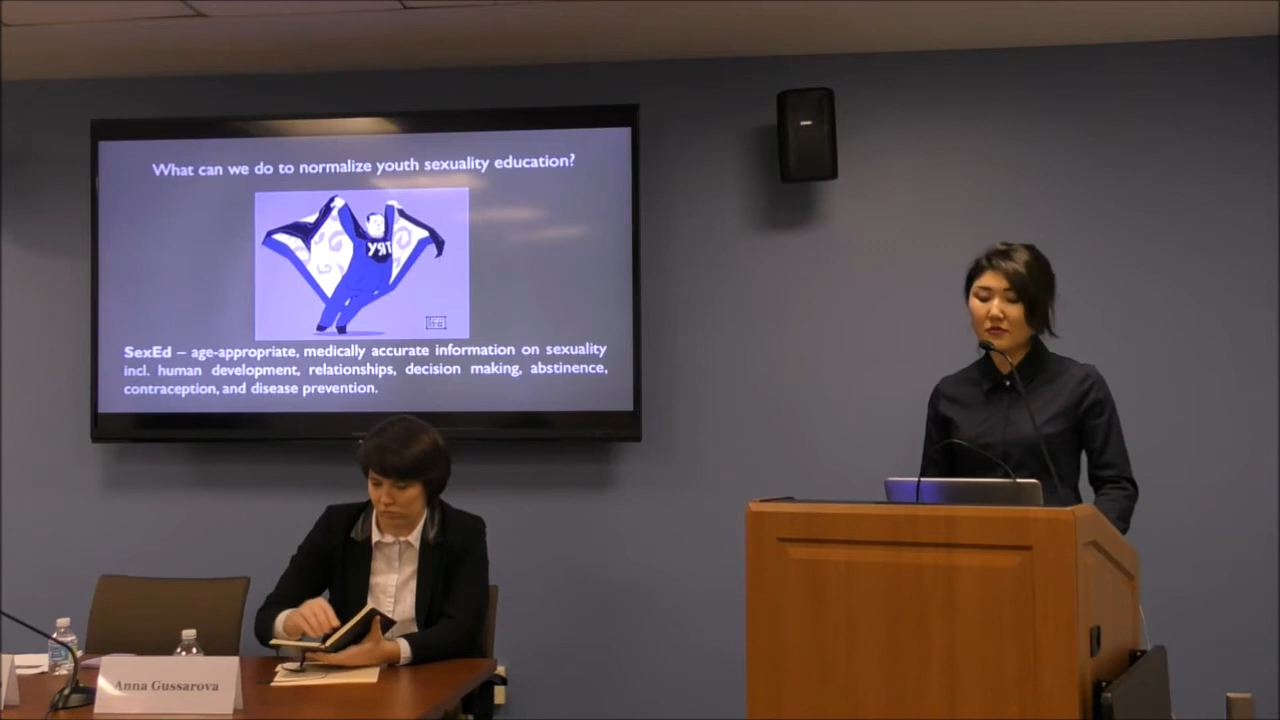 What can we do to normalize youth sexuality education?
УЯТ
SexEd – age-appropriate, medically accurate information on sexuality
incl. human development, relationships, decision making, abstinence,
contraception, and disease prevention.
Anna Gussarova